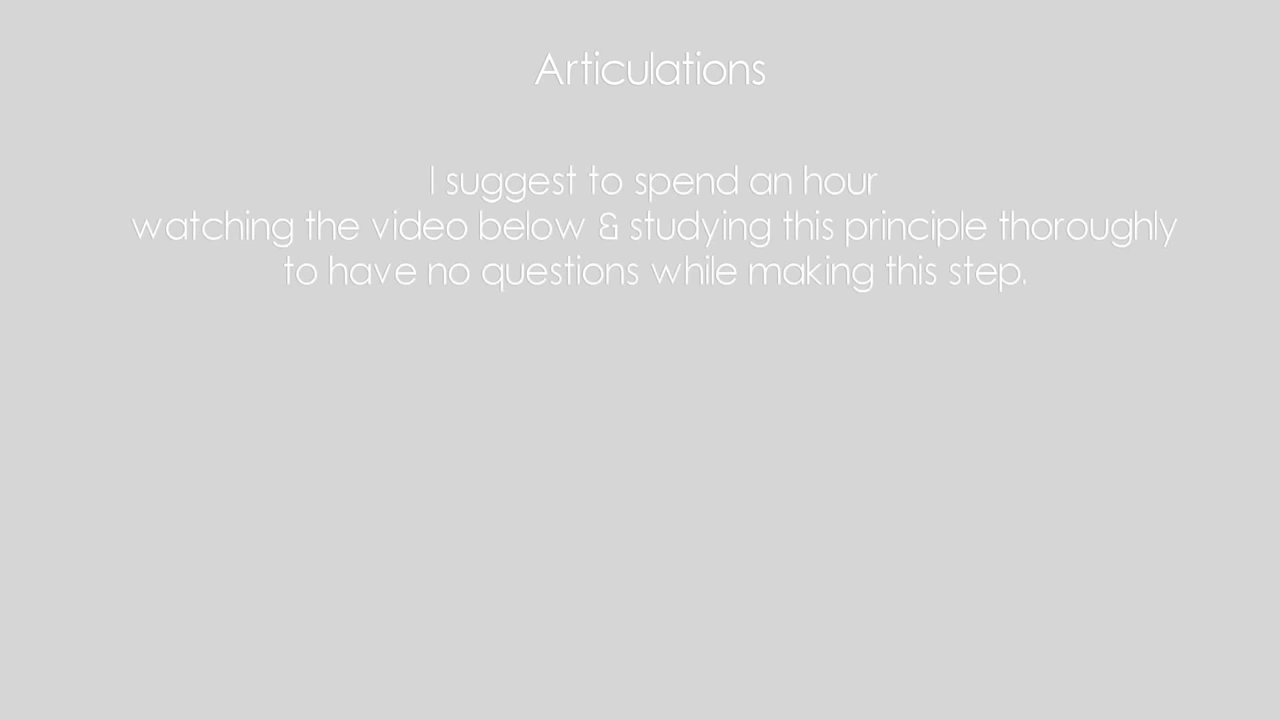 Articulations
I suggest to spend an hour
watching the video below & studying this principle thoroughly
to have no questions while making this step.